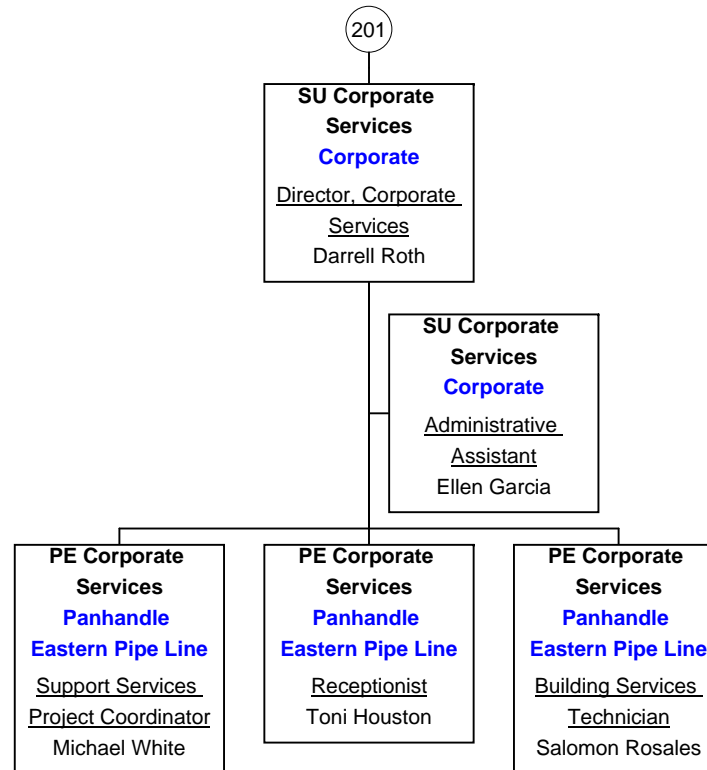 201
SU Corporate
Services
Corporate
Director, Corporate
Services
Darrell Roth
SU Corporate
Services
Corporate
Administrative
Assistant
Ellen Garcia
PE Corporate
Services
Panhandle
Eastern Pipe Line
Support Services
Project Coordinator
Michael White
PE Corporate
Services
Panhandle
Eastern Pipe Line
Receptionist
Toni Houston
PE Corporate
Services
Panhandle
Eastern Pipe Line
Building Services
Technician
Salomon Rosales